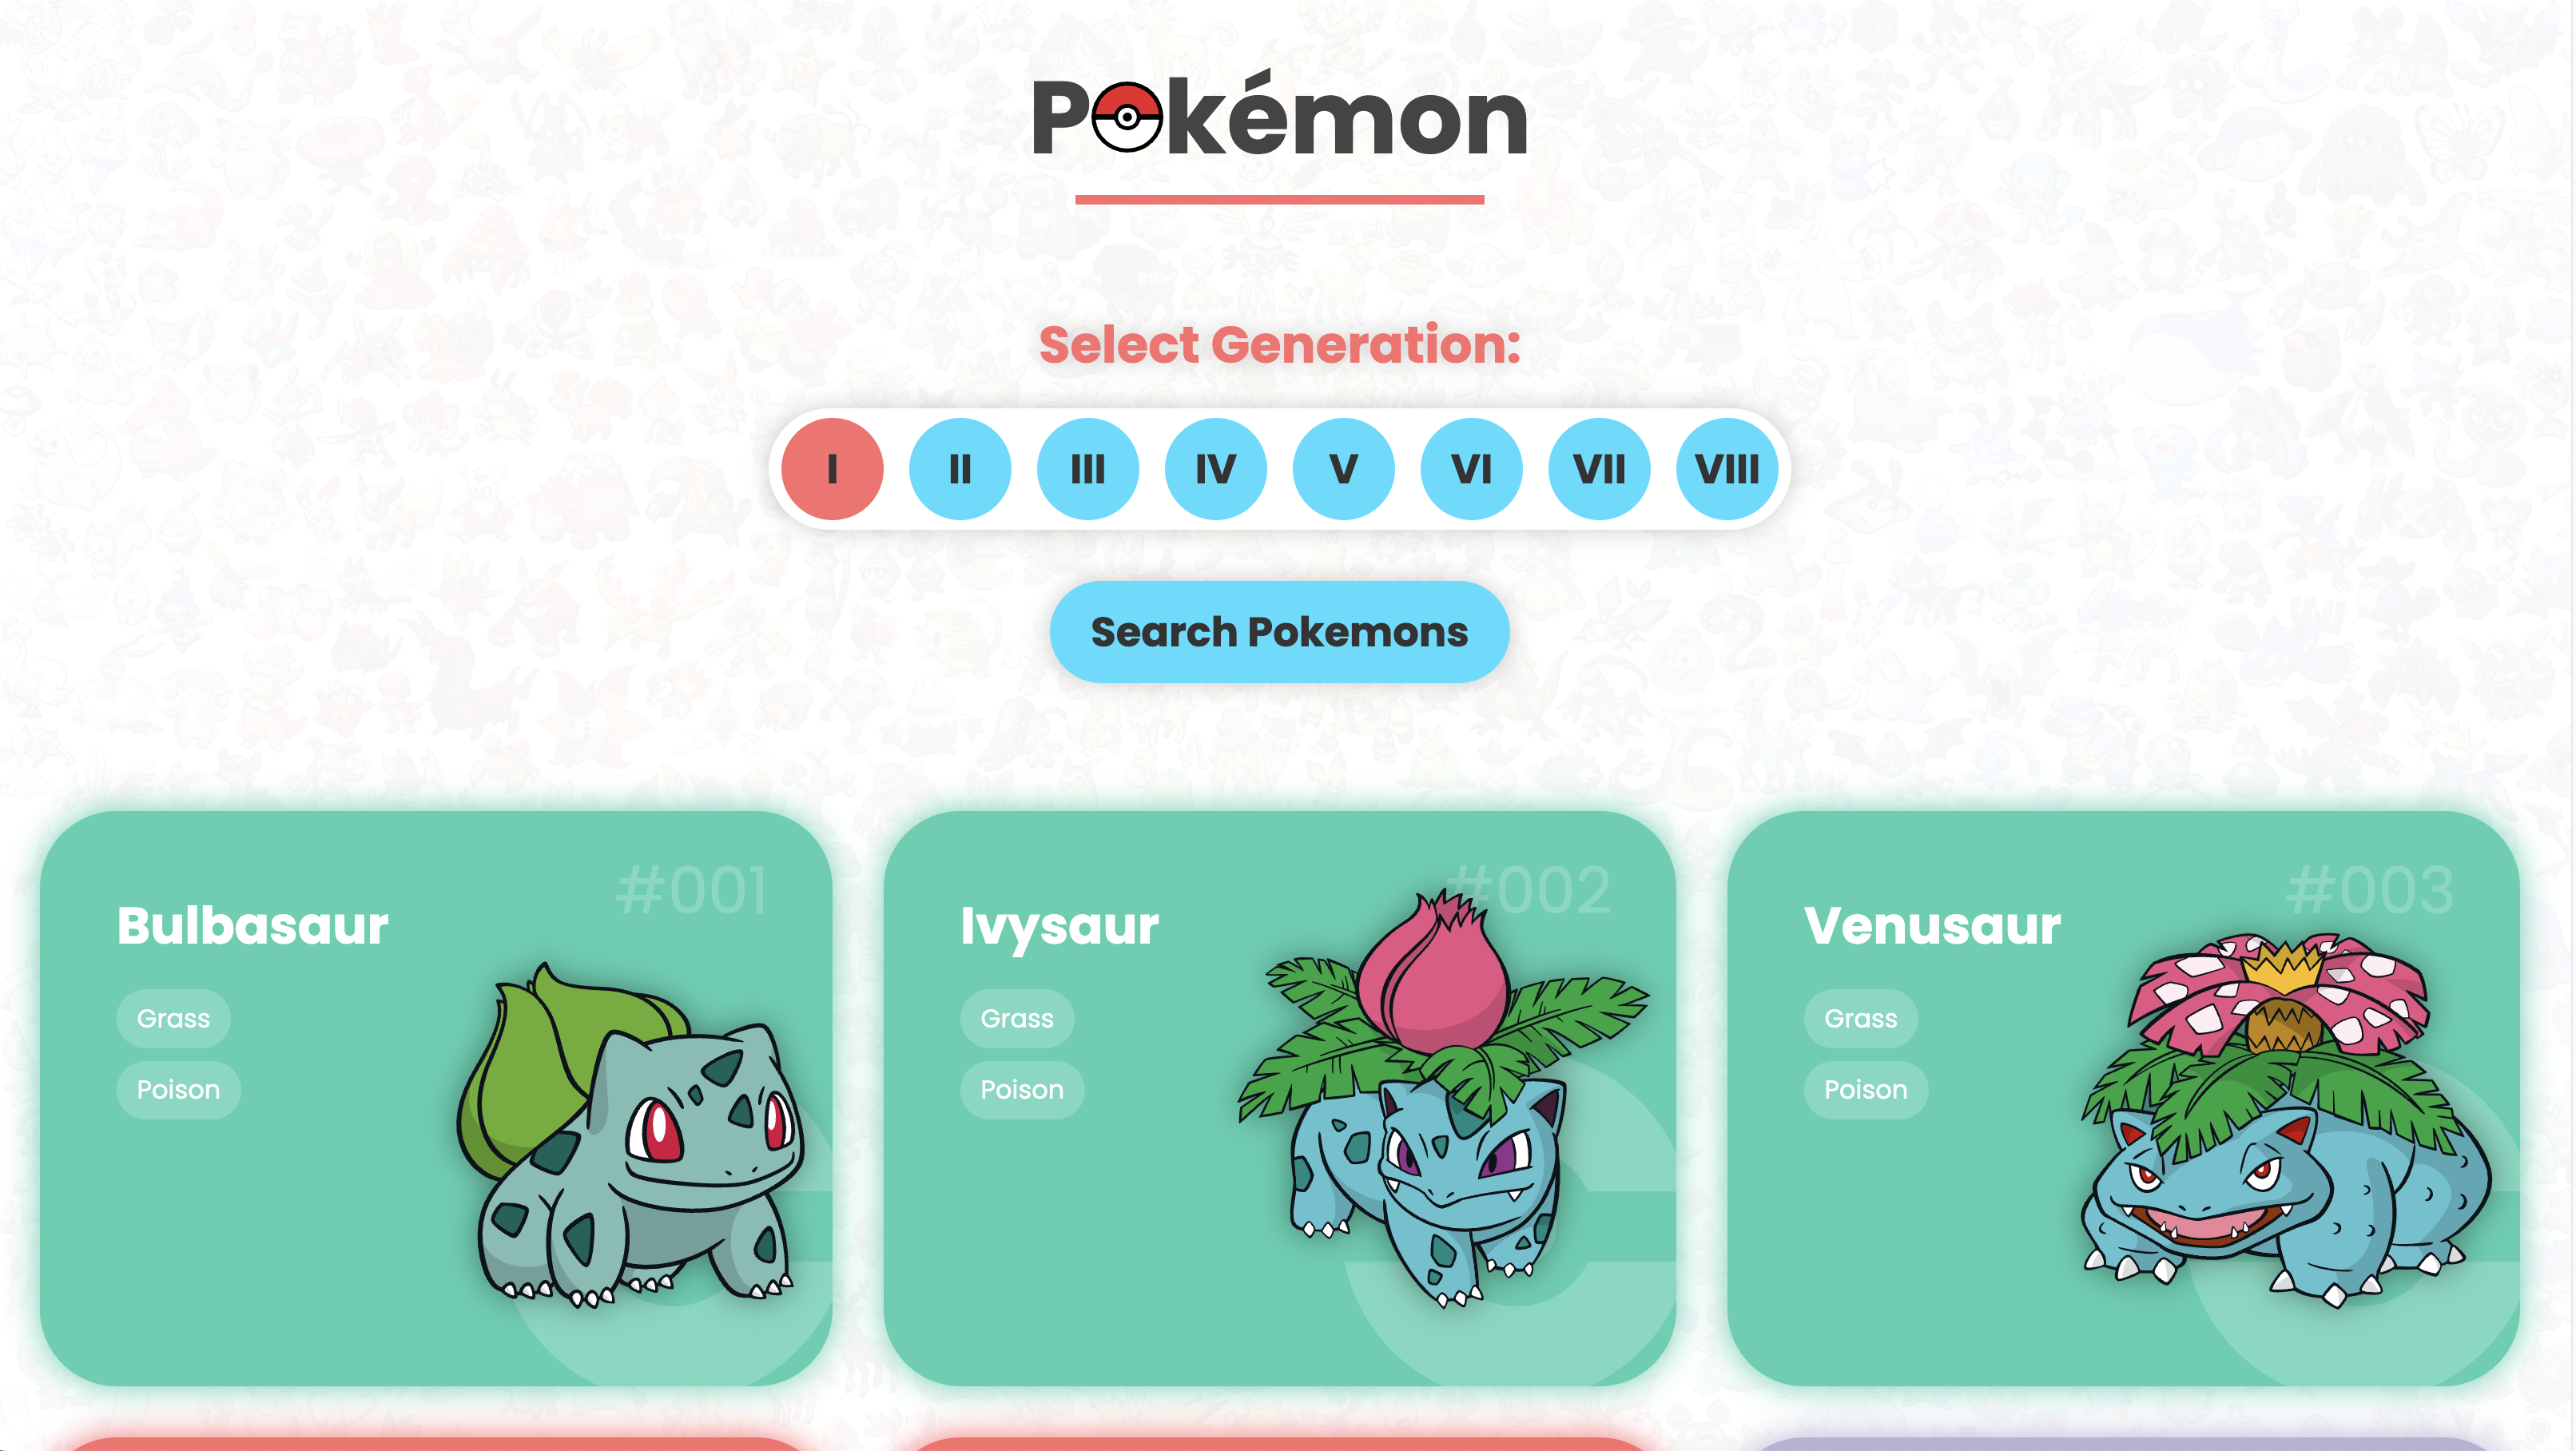 Pokémon
Select Generation:
I II III IV V VI VII VIII
Search Pokemons
#001
Bulbasaur
Grass
Poison
#002
Ivysaur
Grass
Poison
#003
Venusaur
Grass
Poison